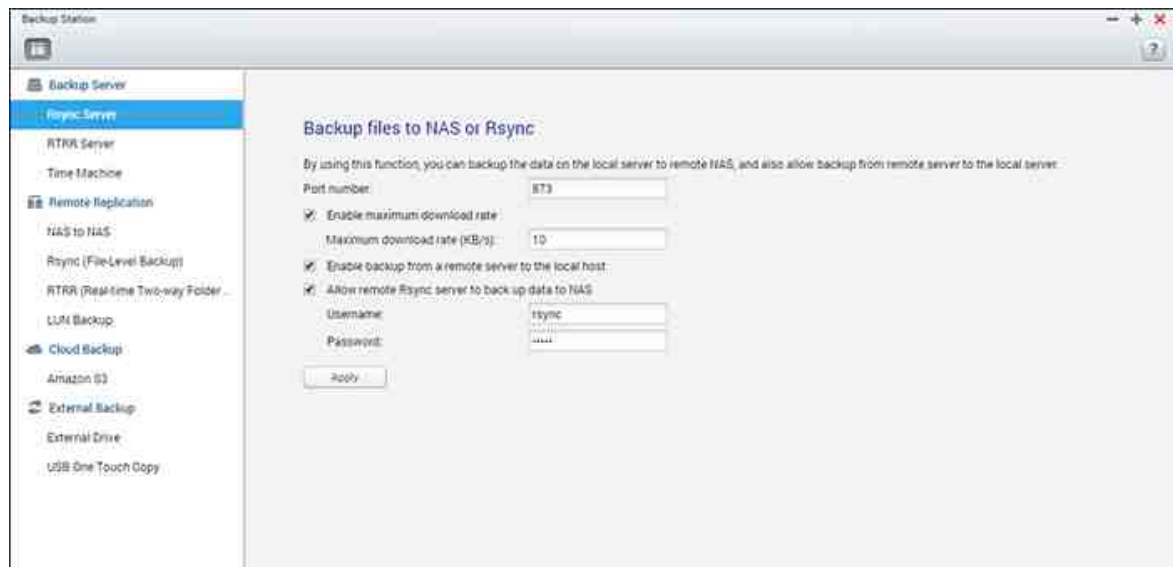 Backup Station
?
Backup Server
Rsync Server
RTRR Server
Time Machine
Remote Replication
NAS to NAS
Rsync (File-Level Backup)
RTRR (Real-time Two-way Folder...
LUN Backup
Cloud Backup
Amazon S3
External Backup
External Drive
USB One Touch Copy
Backup files to NAS or Rsync
By using this function, you can backup the data on the local server to remote NAS, and also allow backup from remote server to the local server.
Port number: 873
Enable maximum download rate
Maximum download rate (KB/s): 10
Enable backup from a remote server to the local host
Allow remote Rsync server to back up data to NAS
Username: rsync
Password: •••••
Apply